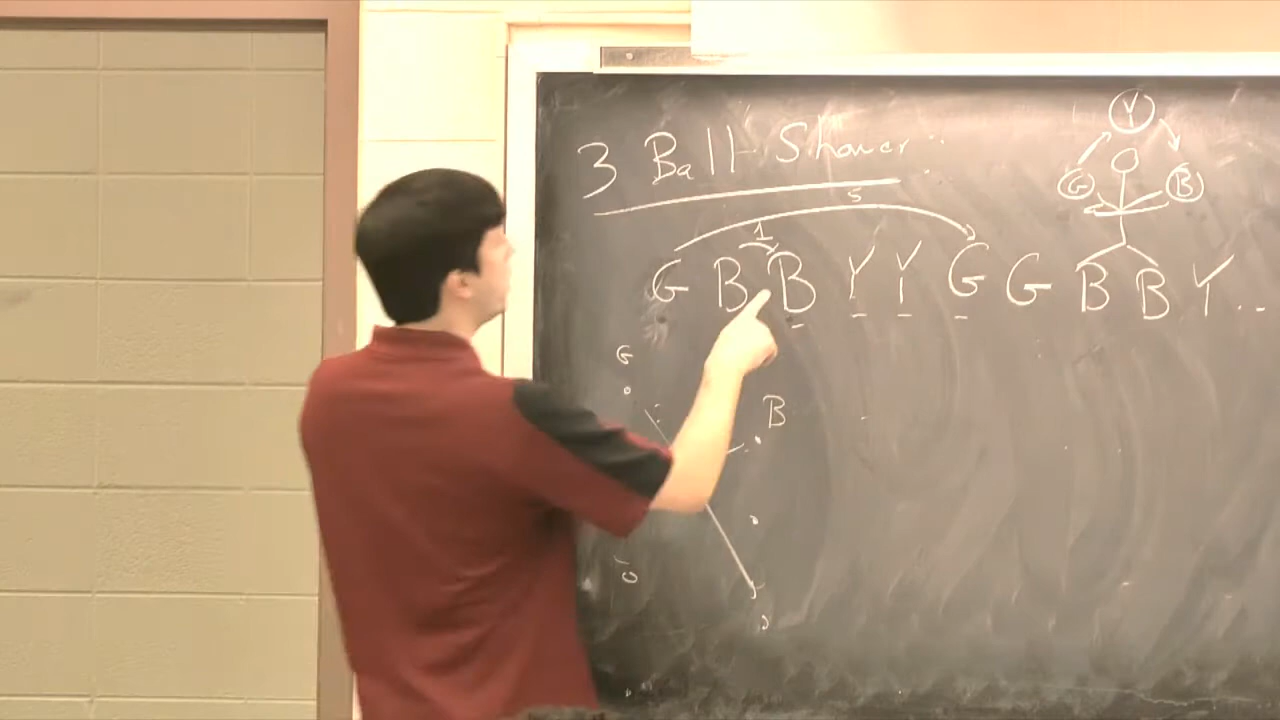 3 Ball Shower
Y
G B
5
1
G B B Y Y G G B B Y . .
G
B